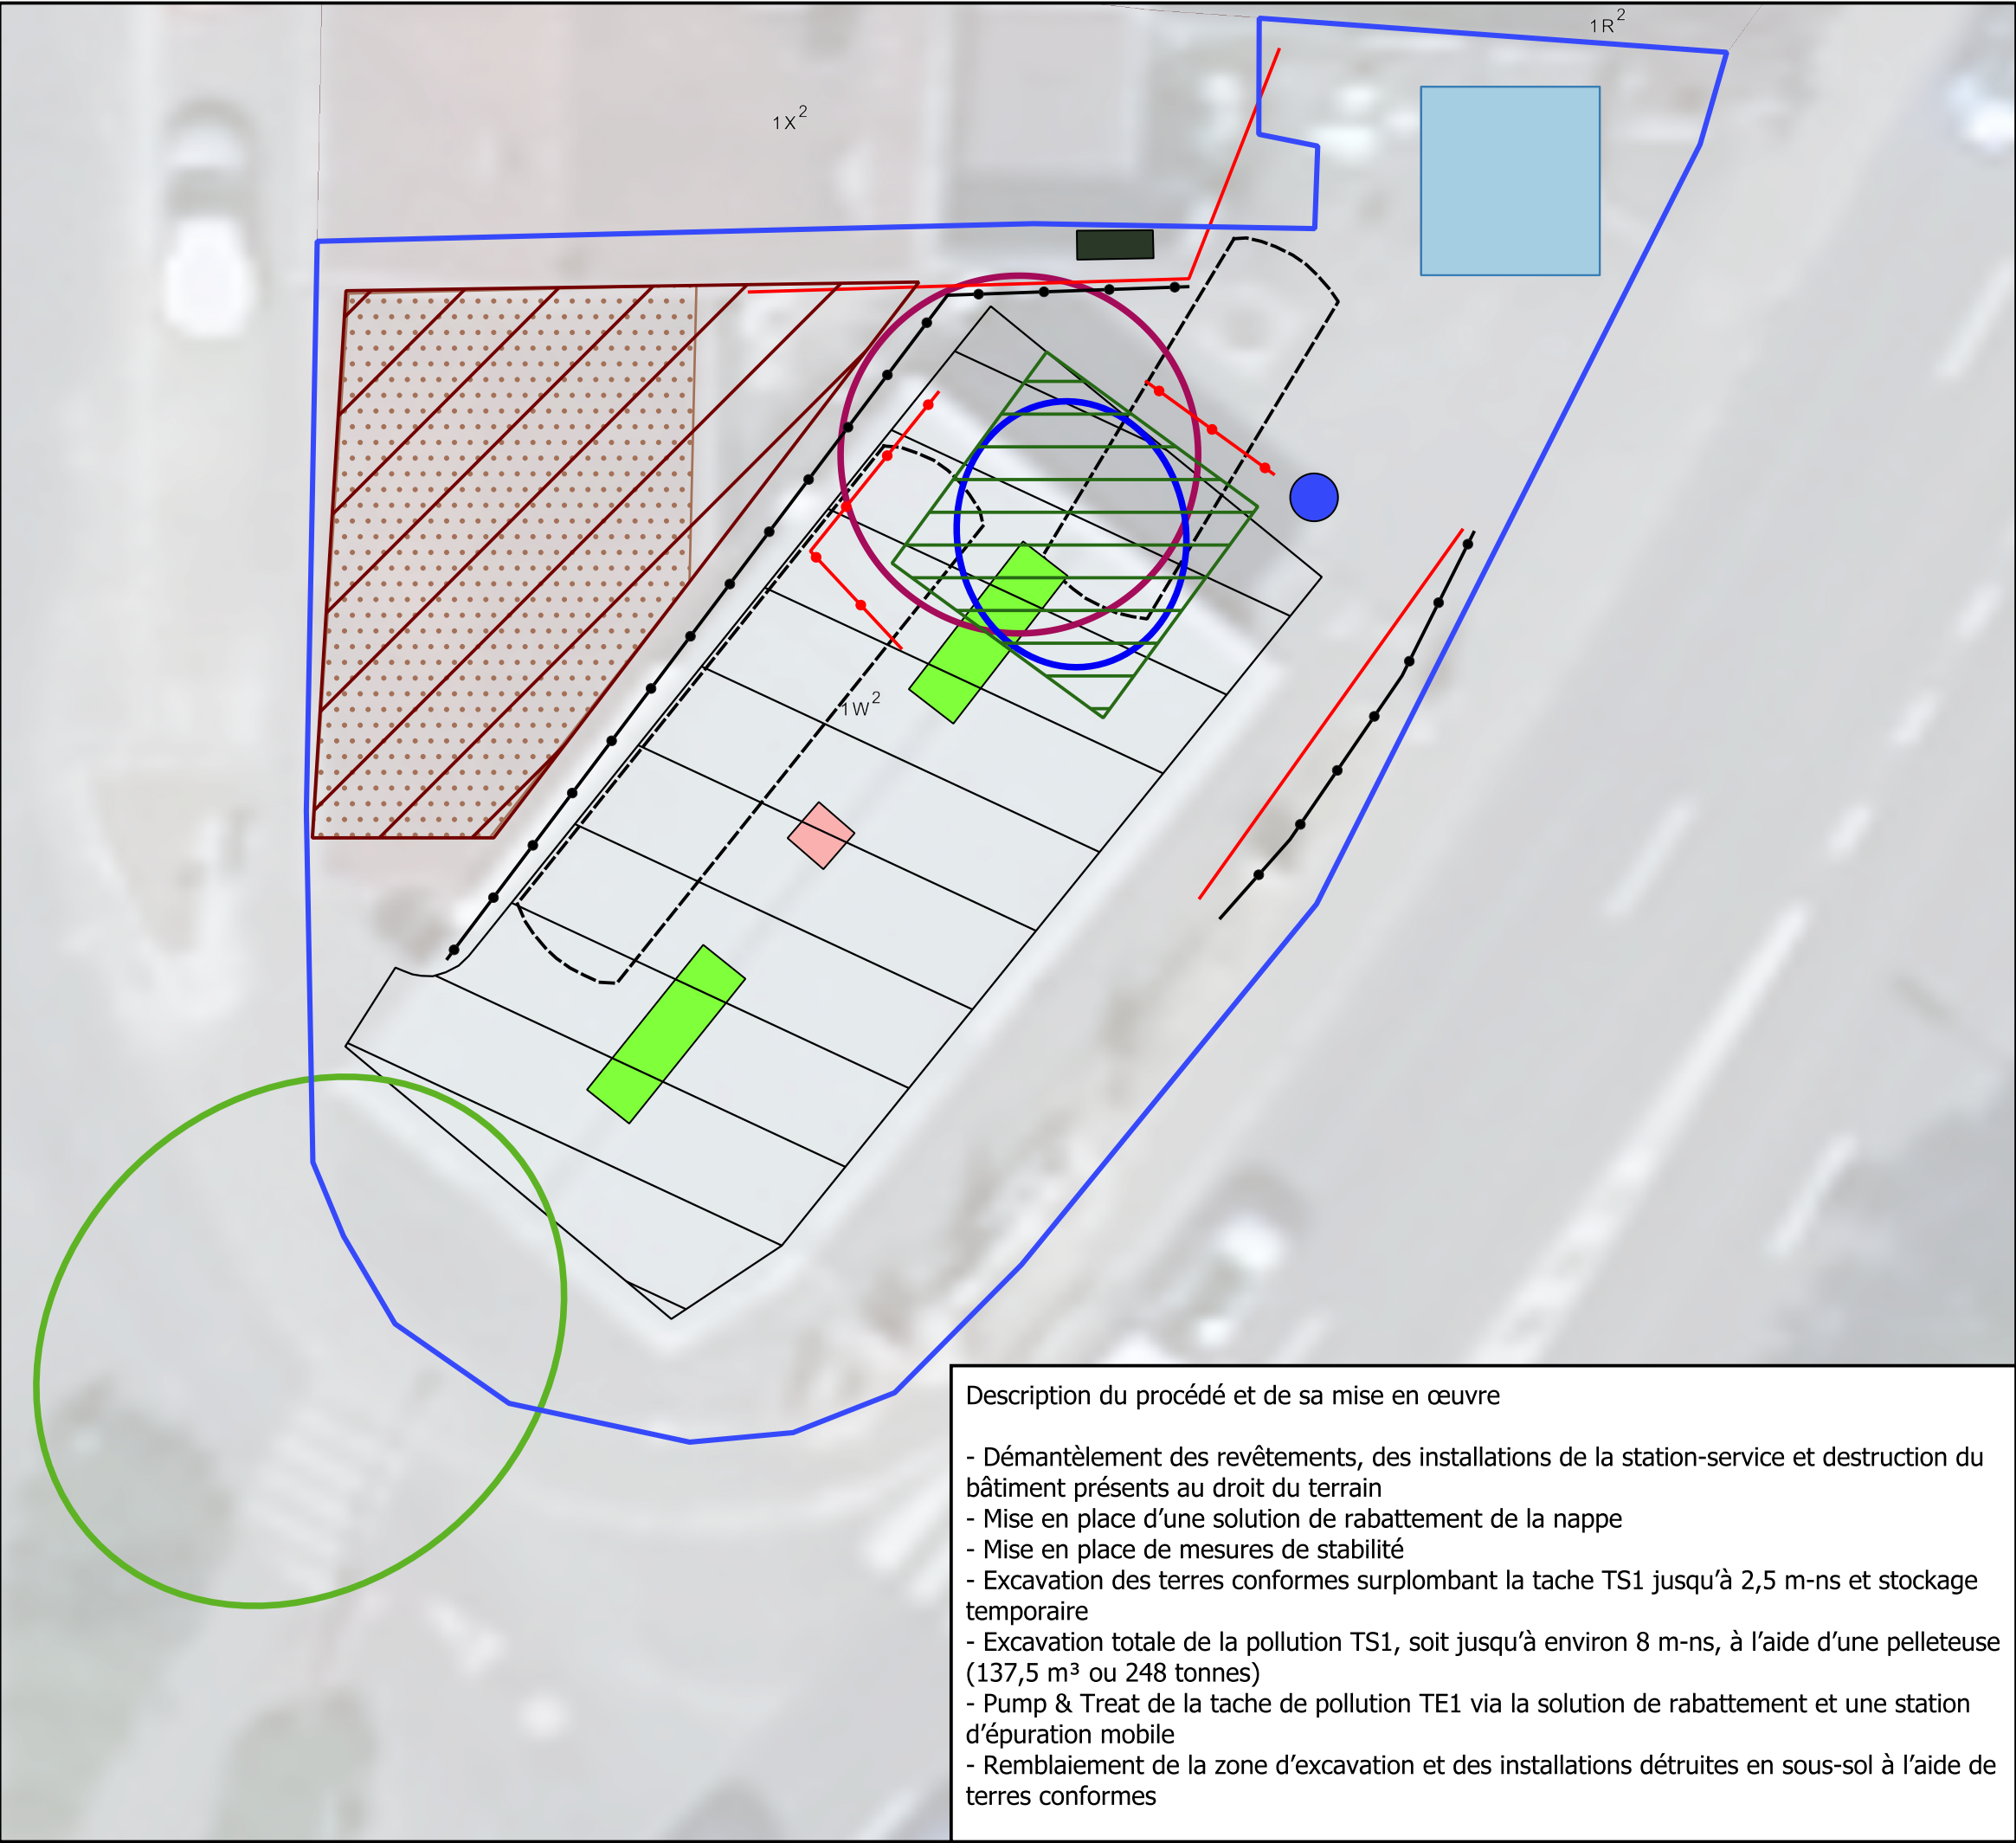 1R²
1X²
1W²
Description du procédé et de sa mise en œuvre
- Démantèlement des revêtements, des installations de la station-service et destruction du
bâtiment présents au droit du terrain
- Mise en place d’une solution de rabattement de la nappe
- Mise en place de mesures de stabilité
- Excavation des terres conformes surplombant la tache TS1 jusqu’à 2,5 m-ns et stockage
temporaire
- Excavation totale de la pollution TS1, soit jusqu’à environ 8 m-ns, à l’aide d’une pelleteuse
(137,5 m³ ou 248 tonnes)
- Pump & Treat de la tache de pollution TE1 via la solution de rabattement et une station
d’épuration mobile
- Remblaiement de la zone d’excavation et des installations détruites en sous-sol à l’aide de
terres conformes